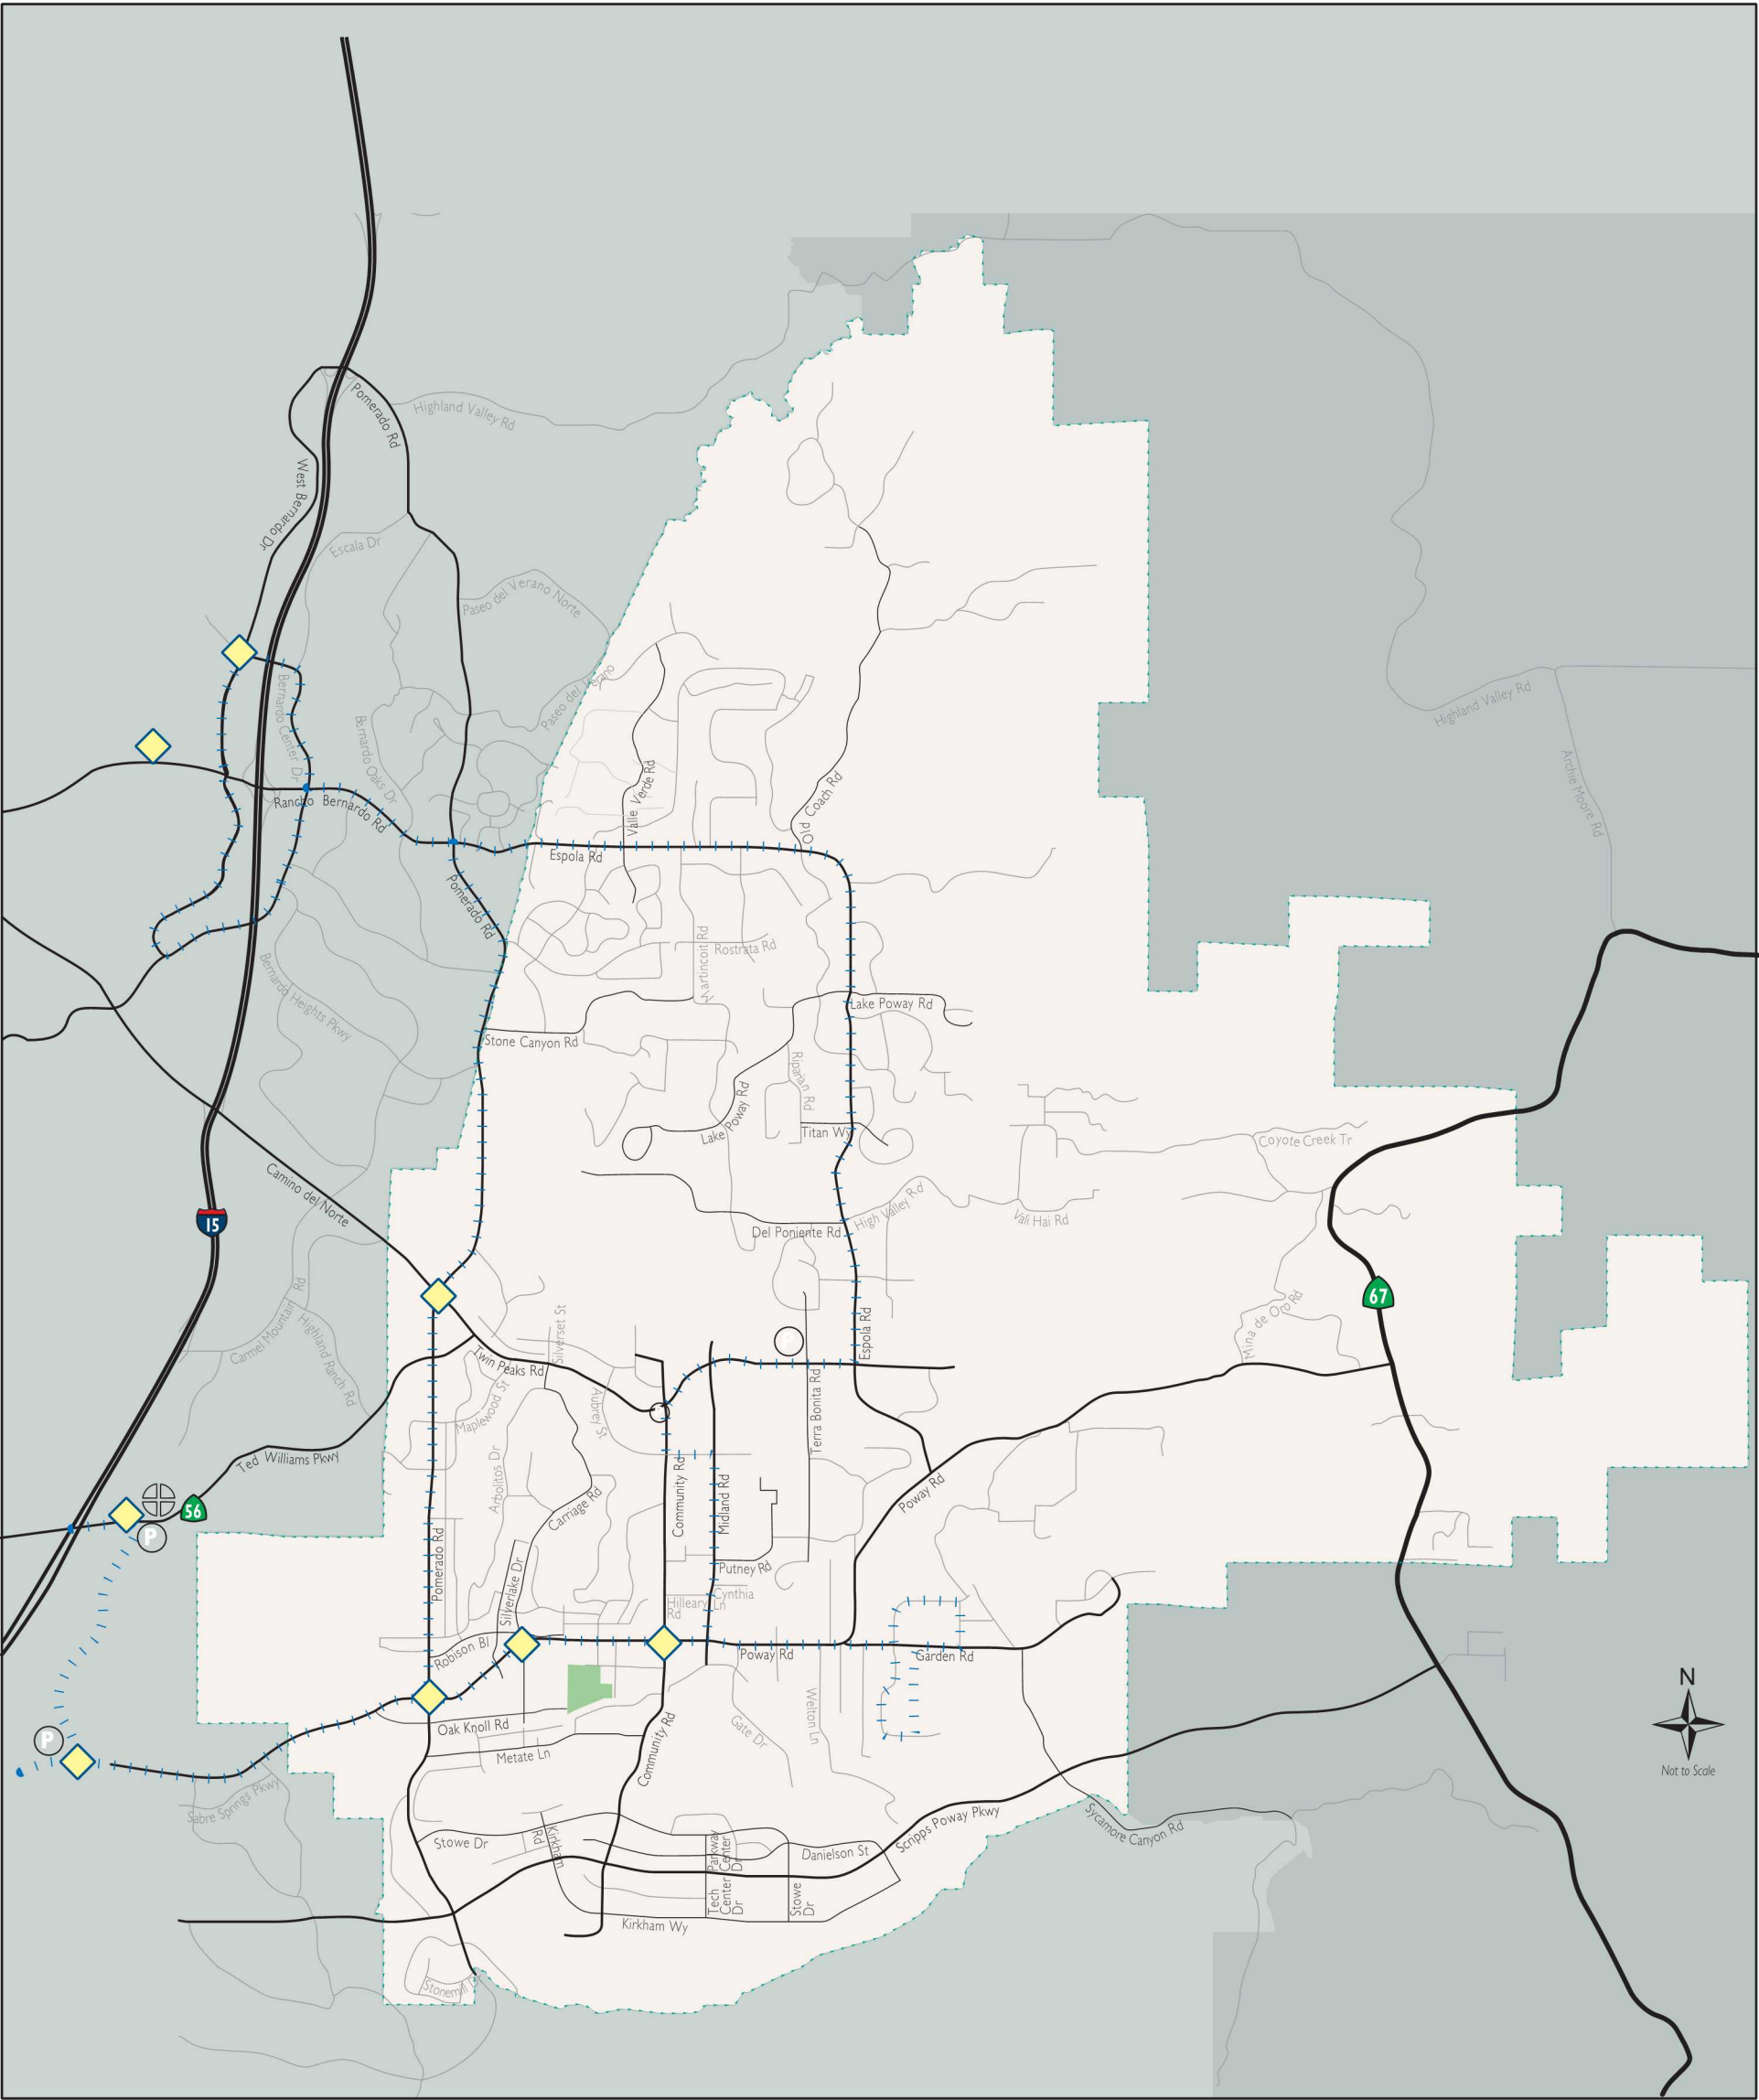 Pomerado Rd
Highland Valley Rd
West Bernardo Dr
Escala Dr
Paseo del Verano Norte
Paseo del Verano
Highland Valley Rd
Bernardo Center Dr
Bernardo Oaks Dr
Archie Moore Rd
Valle Verde Rd
Old Coach Rd
Rancho Bernardo Rd
Espola Rd
Pomerado Rd
Martincoit Rd
Rostrata Rd
Bernardo Heights Pkwy
Lake Poway Rd
Stone Canyon Rd
Riparian Rd
Lake Poway Rd
Titan Wy
Coyote Creek Tr
Camino del Norte
High Valley Rd
Vali Hai Rd
15
Del Poniente Rd
67
Carmel Mountain Rd
Highland Ranch Rd
Silverset St
P
Espola Rd
Mina de Oro Rd
Twin Peaks Rd
Maplewood St
Aubrey St
Terra Bonita Rd
Ted Williams Pkwy
Arbolitos Dr
Carriage Rd
Community Rd
Midland Rd
Poway Rd
56
P
Pomerado Rd
Silverlake Dr
Putney Rd
Cynthia
Ln
Hilleary
Rd
Robison Bl
Poway Rd
Garden Rd
N
Not to Scale
P
Oak Knoll Rd
Metate Ln
Community Rd
Gate Dr
Welton Ln
Sabre Springs Pkwy
Stowe Dr
Kirkham
Rd
Parkway
Center
Dr
Danielson St
Scripps Poway Pkwy
Sycamore Canyon Rd
Tech
Center
Dr
Stowe
Dr
Kirkham Wy
Stonemill